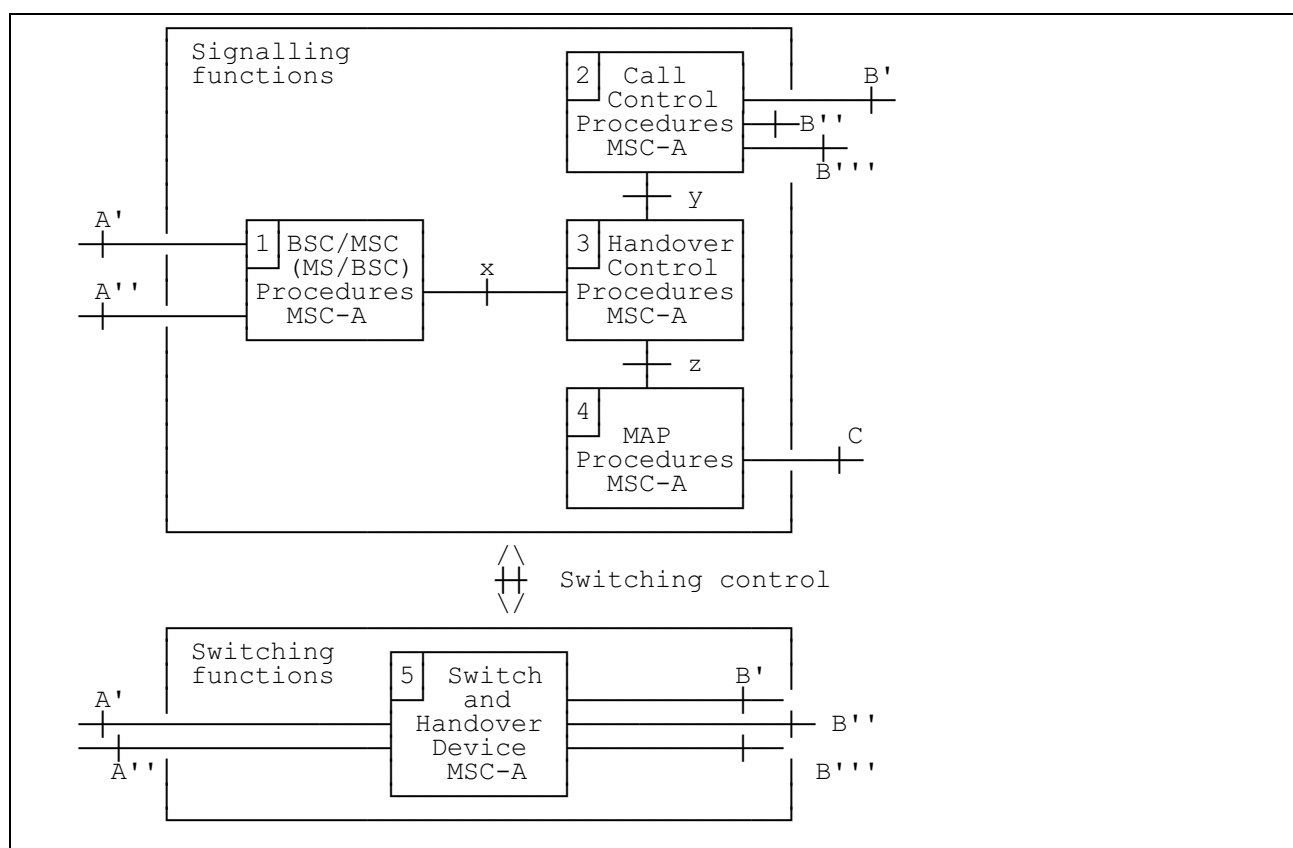 Signalling
functions
2 Call
Control
Procedures
MSC-A
B'
B''
B'''
y
A'
A''
1 BSC/MSC
(MS/BSC)
Procedures
MSC-A
x
3 Handover
Control
Procedures
MSC-A
z
4
MAP
Procedures
MSC-A
C
Switching control
Switching
functions
5 Switch
and
Handover
Device
MSC-A
A'
A''
B'
B''
B'''